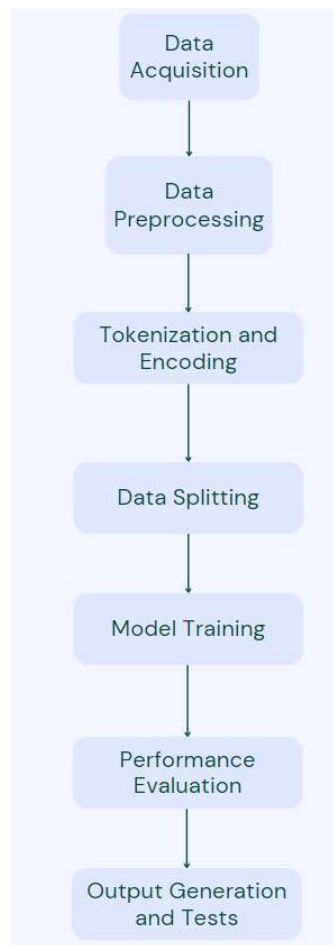 Data
Acquisition
Data
Preprocessing
Tokenization and
Encoding
Data Splitting
Model Training
Performance
Evaluation
Output Generation
and Tests